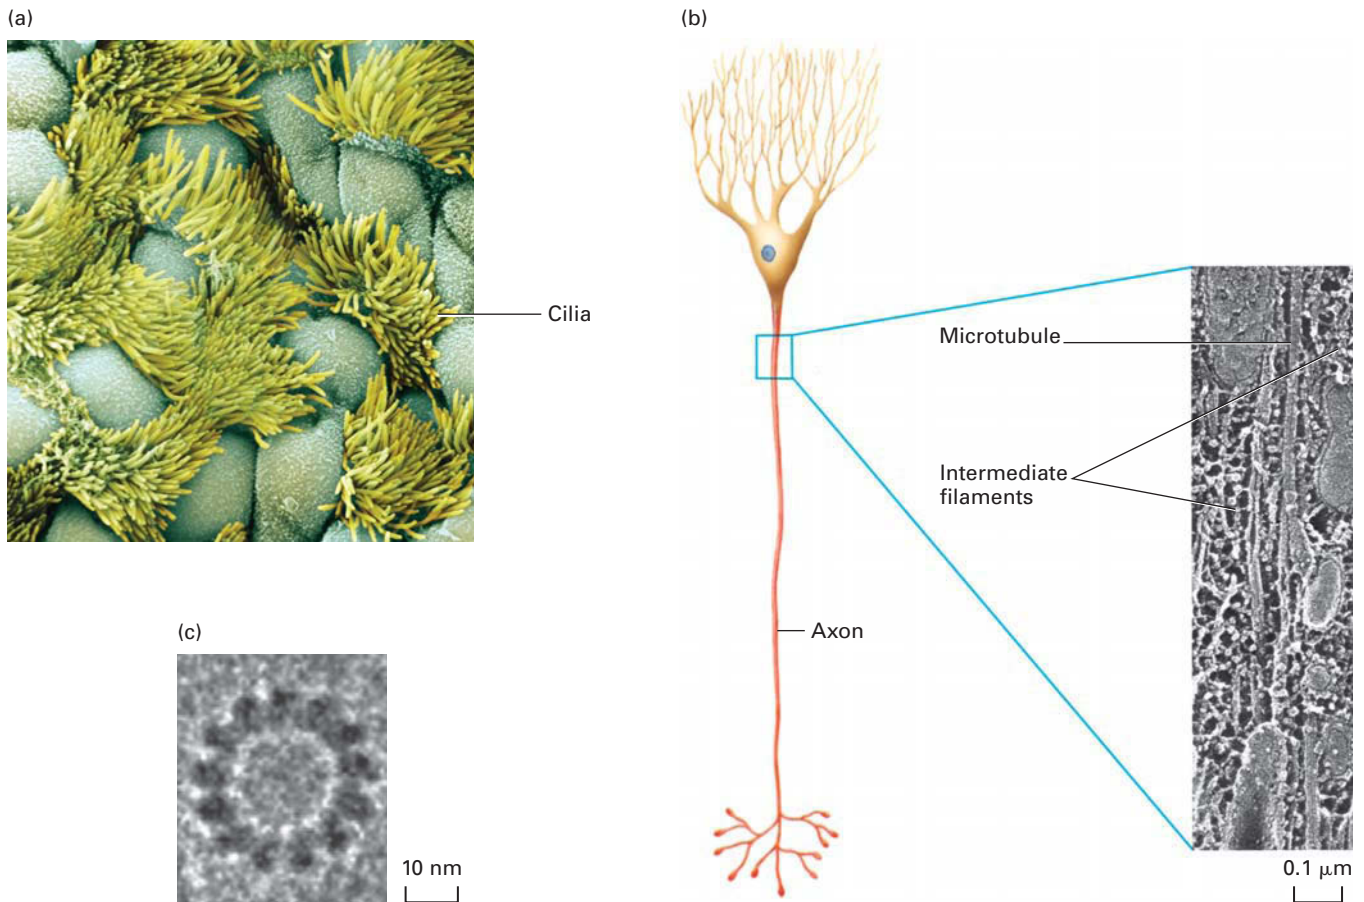 (a)
Cilia
(b)
Microtubule
Intermediate
filaments
Axon
0.1 μm
(c)
10 nm